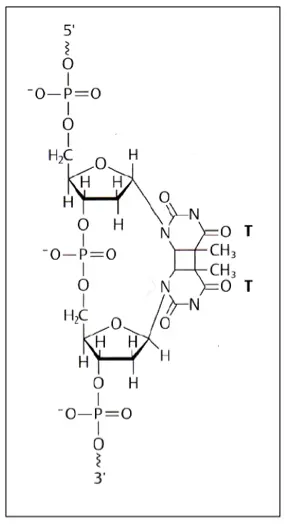 5'
O
⁻O–P=O
O
H₂C O H
H H
H
O O N
N O T
⁻O–P=O CH₃
CH₃
O N O T
O N
H₂C O
H H
H H
O H
⁻O–P=O
O
3'